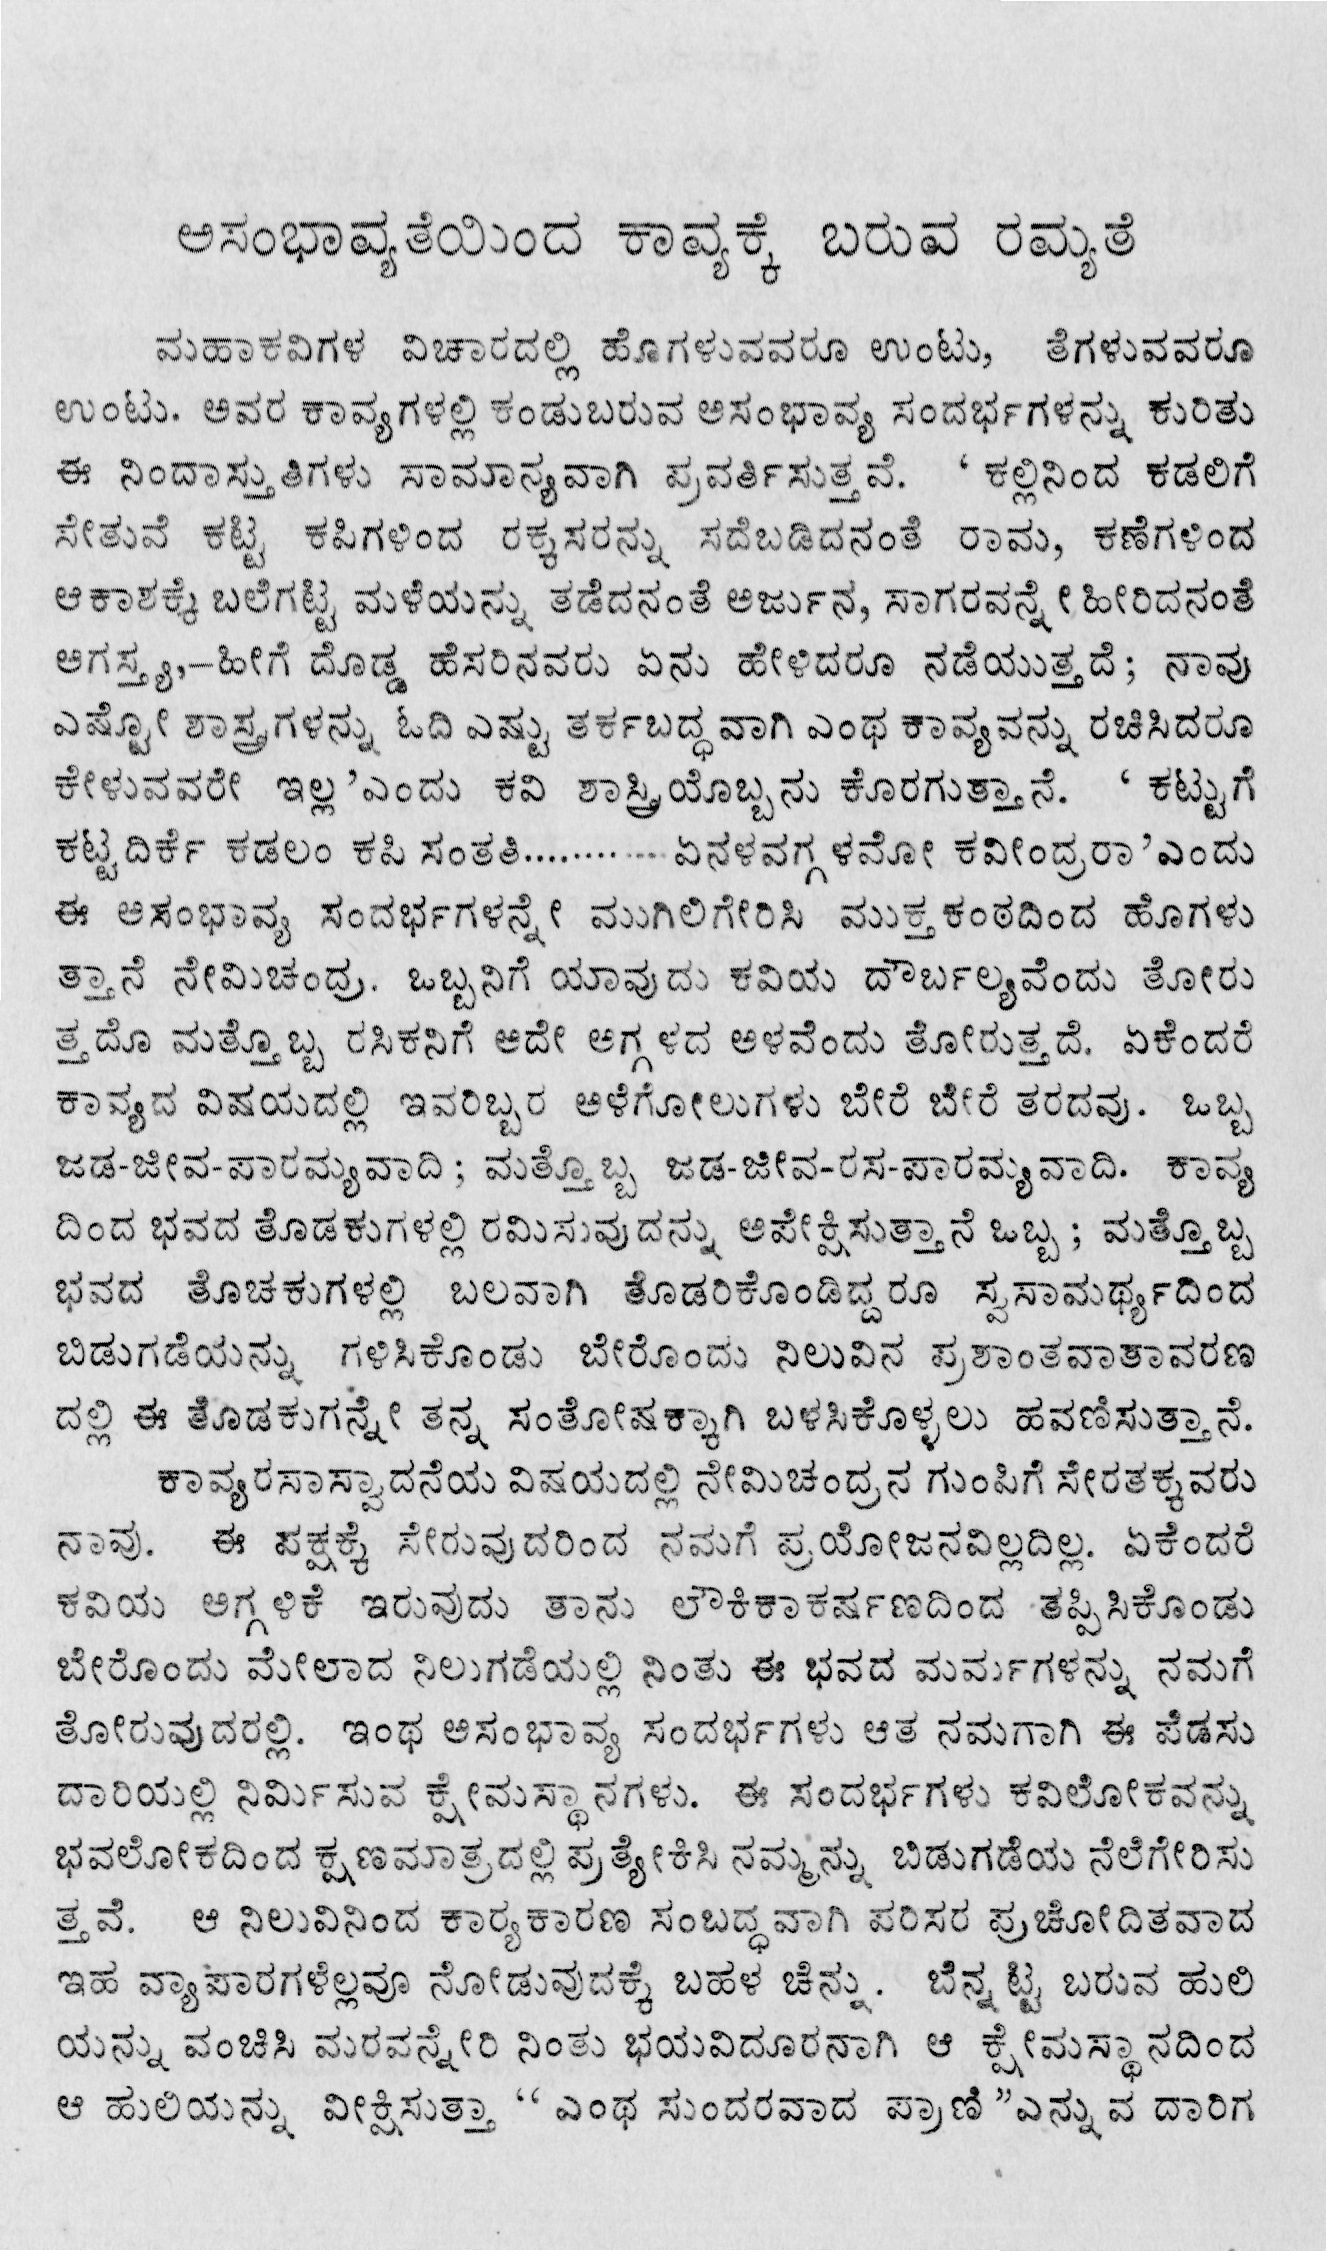 ಅಸಂಭಾವ್ಯತೆಯಿಂದ ಕಾವ್ಯಕ್ಕೆ ಬರುವ ರಮ್ಯತೆ
ಮಹಾಕವಿಗಳ ವಿಚಾರದಲ್ಲಿ ಹೊಗಳುವವರೂ ಉಂಟು, ತೆಗಳುವವರೂ
ಉಂಟು. ಅವರ ಕಾವ್ಯಗಳಲ್ಲಿ ಕಂಡುಬರುವ ಅಸಂಭಾವ್ಯ ಸಂದರ್ಭಗಳನ್ನು ಕುರಿತು
ಈ ನಿಂದಾಸ್ತುತಿಗಳು ಸಾಮಾನ್ಯವಾಗಿ ಪ್ರವರ್ತಿಸುತ್ತವೆ. ‘ ಕಲ್ಲಿನಿಂದ ಕಡಲಿಗೆ
ಸೇತುವೆ ಕಟ್ಟಿ ಕಪಿಗಳಿಂದ ರಕ್ಕಸರನ್ನು ಸದೆಬಡಿದನಂತೆ ರಾಮ, ಕಣೆಗಳಿಂದ
ಆಕಾಶಕ್ಕೆ ಬಲೆಗಟ್ಟಿ ಮಳೆಯನ್ನು ತಡೆದನಂತೆ ಅರ್ಜುನ, ಸಾಗರವನ್ನೇ ಹೀರಿದನಂತೆ
ಅಗಸ್ತ್ಯ,–ಹೀಗೆ ದೊಡ್ಡ ಹೆಸರಿನವರು ಏನು ಹೇಳಿದರೂ ನಡೆಯುತ್ತದೆ; ನಾವು
ಎಷ್ಟೋ ಶಾಸ್ತ್ರಗಳನ್ನು ಓದಿ ಎಷ್ಟು ತರ್ಕಬದ್ಧವಾಗಿ ಎಂಥ ಕಾವ್ಯವನ್ನು ರಚಿಸಿದರೂ
ಕೇಳುವವರೇ ಇಲ್ಲ’ಎಂದು ಕವಿ ಶಾಸ್ತ್ರಿಯೊಬ್ಬನು ಕೊರಗುತ್ತಾನೆ. ‘ ಕಟ್ಟುಗೆ
ಕಟ್ಟದಿರ್ಕೆ ಕಡಲಂ ಕಪಿ ಸಂತತಿ............ ಏನಳವಗ್ಗಳಮೋ ಕವೀಂದ್ರರಾ’ಎಂದು
ಈ ಅಸಂಭಾವ್ಯ ಸಂದರ್ಭಗಳನ್ನೇ ಮುಗಿಲಿಗೇರಿಸಿ ಮುಕ್ತಕಂಠದಿಂದ ಹೊಗಳು
ತ್ತಾನೆ ನೇಮಿಚಂದ್ರ. ಒಬ್ಬನಿಗೆ ಯಾವುದು ಕವಿಯ ದೌರ್ಬಲ್ಯವೆಂದು ತೋರು
ತ್ತದೊ ಮತ್ತೊಬ್ಬ ರಸಿಕನಿಗೆ ಅದೇ ಅಗ್ಗಳದ ಅಳವೆಂದು ತೋರುತ್ತದೆ. ಏಕೆಂದರೆ
ಕಾವ್ಯದ ವಿಷಯದಲ್ಲಿ ಇವರಿಬ್ಬರ ಅಳೆಗೋಲುಗಳು ಬೇರೆ ಬೇರೆ ತರದವು. ಒಬ್ಬ
ಜಡ-ಜೀವ-ಪಾರಮ್ಯವಾದಿ; ಮತ್ತೊಬ್ಬ ಜಡ-ಜೀವ-ರಸ-ಪಾರಮ್ಯವಾದಿ. ಕಾವ್ಯ
ದಿಂದ ಭವದ ತೊಡಕುಗಳಲ್ಲಿ ರಮಿಸುವುದನ್ನು ಅಪೇಕ್ಷಿಸುತ್ತಾನೆ ಒಬ್ಬ; ಮತ್ತೊಬ್ಬ
ಭವದ ತೊಚಕುಗಳಲ್ಲಿ ಬಲವಾಗಿ ತೊಡರಿಕೊಂಡಿದ್ದರೂ ಸ್ವಸಾಮರ್ಥ್ಯದಿಂದ
ಬಿಡುಗಡೆಯನ್ನು ಗಳಿಸಿಕೊಂಡು ಬೇರೊಂದು ನಿಲುವಿನ ಪ್ರಶಾಂತವಾತಾವರಣ
ದಲ್ಲಿ ಈ ತೊಡಕುಗನ್ನೇ ತನ್ನ ಸಂತೋಷಕ್ಕಾಗಿ ಬಳಸಿಕೊಳ್ಳಲು ಹವಣಿಸುತ್ತಾನೆ.
ಕಾವ್ಯರಸಾಸ್ವಾದನೆಯ ವಿಷಯದಲ್ಲಿ ನೇಮಿಚಂದ್ರನ ಗುಂಪಿಗೆ ಸೇರತಕ್ಕವರು
ನಾವು. ಈ ಪಕ್ಷಕ್ಕೆ ಸೇರುವುದರಿಂದ ನಮಗೆ ಪ್ರಯೋಜನವಿಲ್ಲದಿಲ್ಲ. ಏಕೆಂದರೆ
ಕವಿಯ ಅಗ್ಗಳಿಕೆ ಇರುವುದು ತಾನು ಲೌಕಿಕಾಕರ್ಷಣದಿಂದ ತಪ್ಪಿಸಿಕೊಂಡು
ಬೇರೊಂದು ಮೇಲಾದ ನಿಲುಗಡೆಯಲ್ಲಿ ನಿಂತು ಈ ಭವದ ಮರ್ಮಗಳನ್ನು ನಮಗೆ
ತೋರುವುದರಲ್ಲಿ. ಇಂಥ ಅಸಂಭಾವ್ಯ ಸಂದರ್ಭಗಳು ಆತ ನಮಗಾಗಿ ಈ ಪೆಡಸು
ದಾರಿಯಲ್ಲಿ ನಿರ್ಮಿಸುವ ಕ್ಷೇಮಸ್ಥಾನಗಳು. ಈ ಸಂದರ್ಭಗಳು ಕವಿಲೋಕವನ್ನು
ಭವಲೋಕದಿಂದ ಕ್ಷಣಮಾತ್ರದಲ್ಲಿ ಪ್ರತ್ಯೇಕಿಸಿ ನಮ್ಮನ್ನು ಬಿಡುಗಡೆಯ ನೆಲೆಗೇರಿಸು
ತ್ತವೆ. ಆ ನಿಲುವಿನಿಂದ ಕಾರ‍್ಯಕಾರಣ ಸಂಬದ್ಧವಾಗಿ ಪರಿಸರ ಪ್ರಚೋದಿತವಾದ
ಇಹ ವ್ಯಾಪಾರಗಳೆಲ್ಲವೂ ನೋಡುವುದಕ್ಕೆ ಬಹಳ ಚೆನ್ನು. ಬೆನ್ನಟ್ಟಿ ಬರುವ ಹುಲಿ
ಯನ್ನು ವಂಚಿಸಿ ಮರವನ್ನೇರಿ ನಿಂತು ಭಯವಿದೂರನಾಗಿ ಆ ಕ್ಷೇಮಸ್ಥಾನದಿಂದ
ಆ ಹುಲಿಯನ್ನು ವೀಕ್ಷಿಸುತ್ತಾ “ ಎಂಥ ಸುಂದರವಾದ ಪ್ರಾಣಿ ”ಎನ್ನುವ ದಾರಿಗ